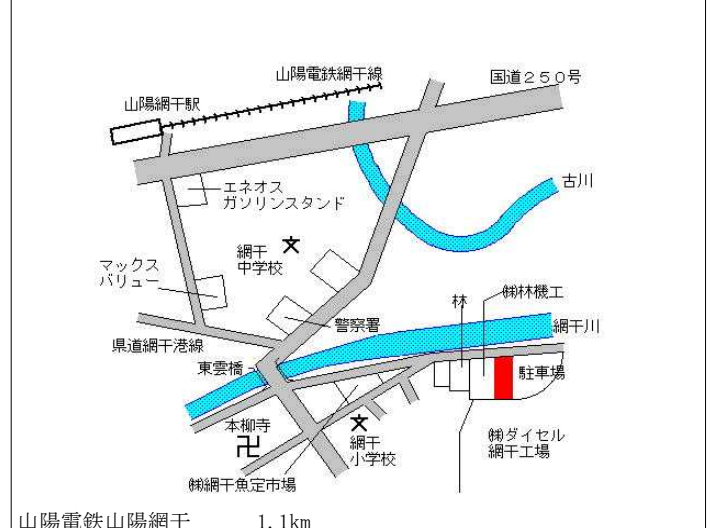 山陽電鉄網干線
国道２５０号
山陽網干駅
エネオス
ガソリンスタンド
古川
網干
中学校
マックス
バリュー
林
㈱林機工
警察署
網干川
県道網干港線
東雲橋
駐車場
本柳寺
網干
小学校
㈱ダイセル
網干工場
㈱網干魚定市場
山陽電鉄山陽網干　　1.1km